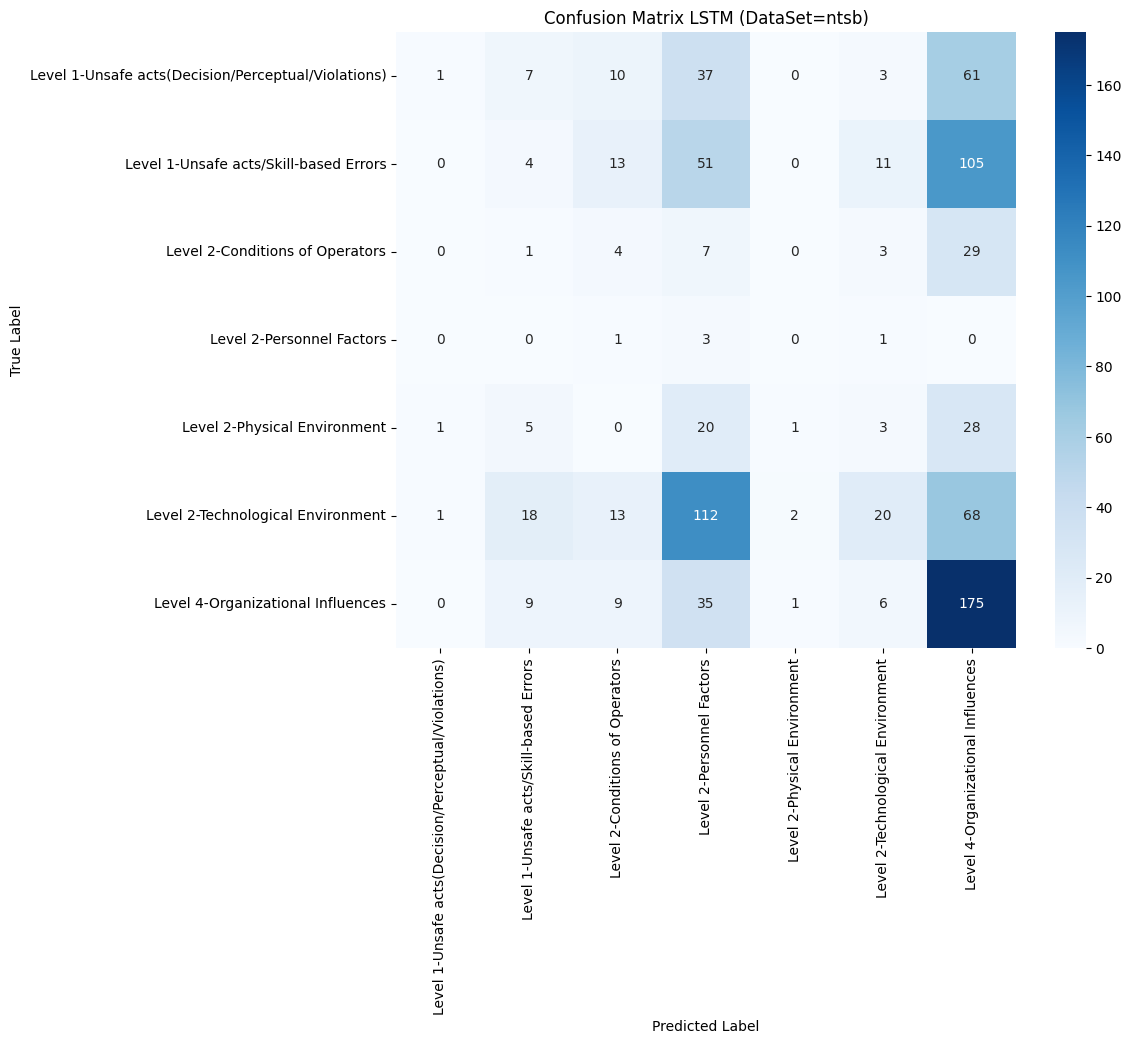 Confusion Matrix LSTM (DataSet=ntsb)
True Label
Level 1-Unsafe acts(Decision/Perceptual/Violations) 1 7 10 37 0 3 61
Level 1-Unsafe acts/Skill-based Errors 0 4 13 51 0 11 105
Level 2-Conditions of Operators 0 1 4 7 0 3 29
Level 2-Personnel Factors 0 0 1 3 0 1 0
Level 2-Physical Environment 1 5 0 20 1 3 28
Level 2-Technological Environment 1 18 13 112 2 20 68
Level 4-Organizational Influences 0 9 9 35 1 6 175
160
140
120
100
80
60
40
20
0
Level 1-Unsafe acts(Decision/Perceptual/Violations)
Level 1-Unsafe acts/Skill-based Errors
Level 2-Conditions of Operators
Level 2-Personnel Factors
Level 2-Physical Environment
Level 2-Technological Environment
Level 4-Organizational Influences
Predicted Label